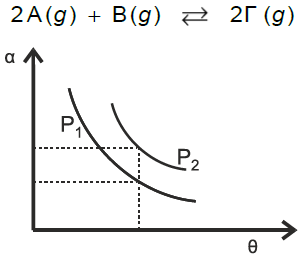 2A(g) + B(g) ⇄ 2Γ(g)
α
P₁
P₂
θ